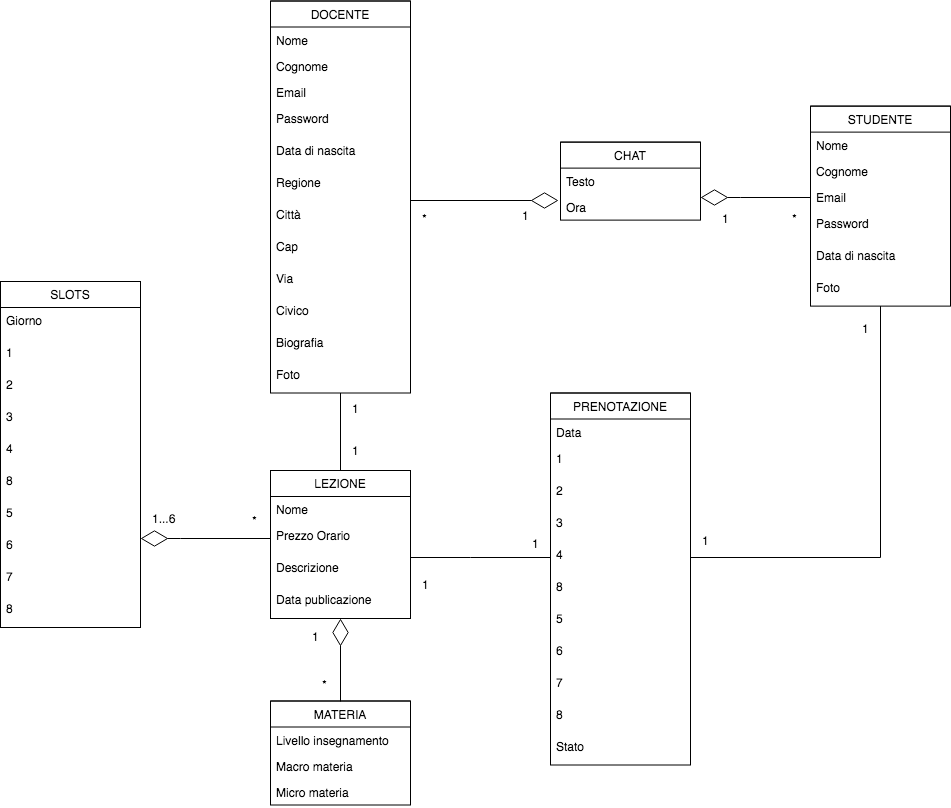 DOCENTE
Nome
Cognome
Email
Password
Data di nascita
Regione
Città
Cap
Via
Civico
Biografia
Foto
*
1
CHAT
Testo
Ora
1
*
STUDENTE
Nome
Cognome
Email
Password
Data di nascita
Foto
1
SLOTS
Giorno
1
2
3
4
8
5
6
7
8
1...6
*
1
1
LEZIONE
Nome
Prezzo Orario
Descrizione
Data publicazione
1
1
PRENOTAZIONE
Data
1
2
3
4
8
5
6
7
8
Stato
1
1
*
MATERIA
Livello insegnamento
Macro materia
Micro materia